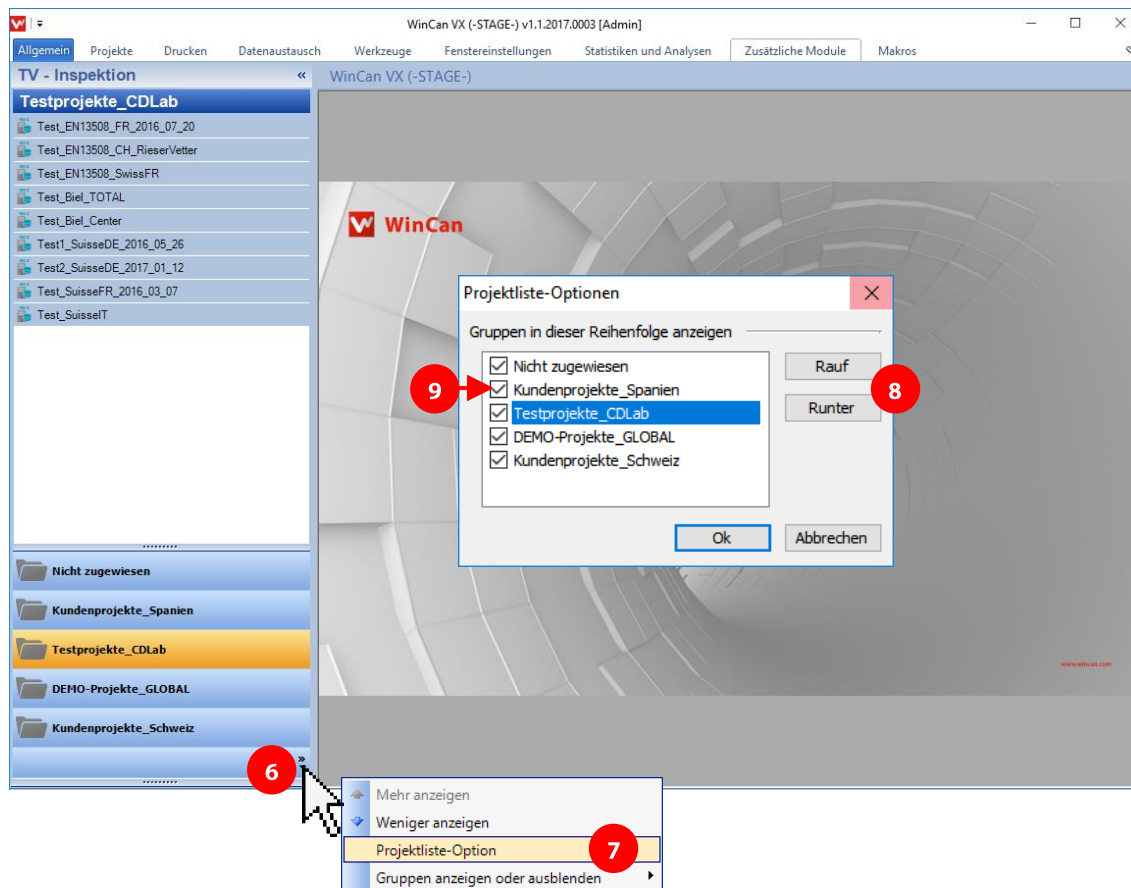 WinCan VX (-STAGE-) v1.1.2017.0003 [Admin]
Allgemein Projekte Drucken Datenaustausch Werkzeuge Fenstereinstellungen Statistiken und Analysen Zusätzliche Module Makros
TV - Inspektion «
WinCan VX (-STAGE-)
Testprojekte_CDLab
Test_EN13508_FR_2016_07_20
Test_EN13508_CH_RieserVetter
Test_EN13508_SwissFR
Test_Biel_TOTAL
Test_Biel_Center
Test1_SuisseDE_2016_05_26
Test2_SuisseDE_2017_01_12
Test_SuisseFR_2016_03_07
Test_SuisseIT
WinCan
Projektliste-Optionen
Gruppen in dieser Reihenfolge anzeigen
Nicht zugewiesen
Kundenprojekte_Spanien
Testprojekte_CDLab
DEMO-Projekte_GLOBAL
Kundenprojekte_Schweiz
Rauf
Runter
9
8
Ok Abbrechen
Nicht zugewiesen
Kundenprojekte_Spanien
Testprojekte_CDLab
DEMO-Projekte_GLOBAL
Kundenprojekte_Schweiz
www.wincan.com
»
6
Mehr anzeigen
Weniger anzeigen
Projektliste-Option
7
Gruppen anzeigen oder ausblenden